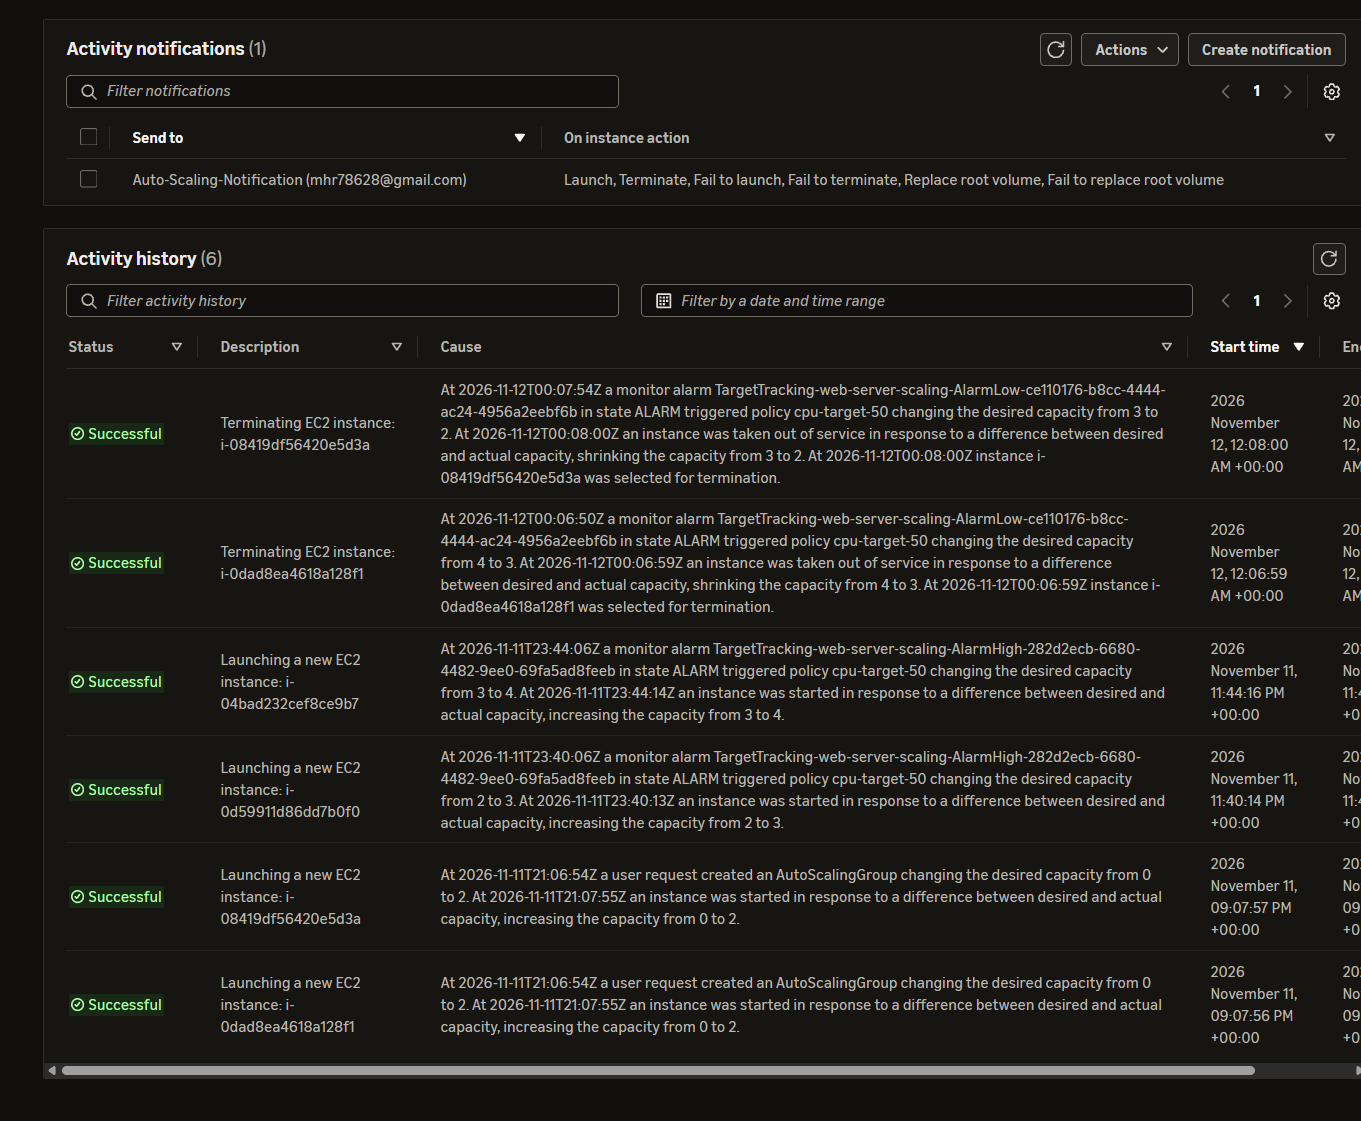 Activity notifications (1)
Actions
Create notification
Filter notifications
1
Send to
On instance action
Auto-Scaling-Notification (mhr78628@gmail.com)
Launch, Terminate, Fail to launch, Fail to terminate, Replace root volume, Fail to replace root volume
Activity history (6)
Filter activity history
Filter by a date and time range
1
Status
Description
Cause
Start time
Successful
Terminating EC2 instance:
i-08419df56420e5d3a
At 2026-11-12T00:07:54Z a monitor alarm TargetTracking-web-server-scaling-AlarmLow-ce110176-b8cc-4444-
ac24-4956a2eebf6b in state ALARM triggered policy cpu-target-50 changing the desired capacity from 3 to
2. At 2026-11-12T00:08:00Z an instance was taken out of service in response to a difference between desired
and actual capacity, shrinking the capacity from 3 to 2. At 2026-11-12T00:08:00Z instance i-
08419df56420e5d3a was selected for termination.
2026
November
12, 12:08:00
AM +00:00
Successful
Terminating EC2 instance:
i-0dad8ea4618a128f1
At 2026-11-12T00:06:50Z a monitor alarm TargetTracking-web-server-scaling-AlarmLow-ce110176-b8cc-
4444-ac24-4956a2eebf6b in state ALARM triggered policy cpu-target-50 changing the desired capacity
from 4 to 3. At 2026-11-12T00:06:59Z an instance was taken out of service in response to a difference
between desired and actual capacity, shrinking the capacity from 4 to 3. At 2026-11-12T00:06:59Z instance i-
0dad8ea4618a128f1 was selected for termination.
2026
November
12, 12:06:59
AM +00:00
Successful
Launching a new EC2
instance: i-
04bad232cef8ce9b7
At 2026-11-11T23:44:06Z a monitor alarm TargetTracking-web-server-scaling-AlarmHigh-282d2ecb-6680-
4482-9ee0-69fa5ad8feeb in state ALARM triggered policy cpu-target-50 changing the desired capacity
from 3 to 4. At 2026-11-11T23:44:14Z an instance was started in response to a difference between desired and
actual capacity, increasing the capacity from 3 to 4.
2026
November 11,
11:44:16 PM
+00:00
Successful
Launching a new EC2
instance: i-
0d59911d86dd7b0f0
At 2026-11-11T23:40:06Z a monitor alarm TargetTracking-web-server-scaling-AlarmHigh-282d2ecb-6680-
4482-9ee0-69fa5ad8feeb in state ALARM triggered policy cpu-target-50 changing the desired capacity
from 2 to 3. At 2026-11-11T23:40:13Z an instance was started in response to a difference between desired and
actual capacity, increasing the capacity from 2 to 3.
2026
November 11,
11:40:14 PM
+00:00
Successful
Launching a new EC2
instance: i-
08419df56420e5d3a
At 2026-11-11T21:06:54Z a user request created an AutoScalingGroup changing the desired capacity from 0
to 2. At 2026-11-11T21:07:55Z an instance was started in response to a difference between desired and actual
capacity, increasing the capacity from 0 to 2.
2026
November 11,
09:07:57 PM
+00:00
Successful
Launching a new EC2
instance: i-
0dad8ea4618a128f1
At 2026-11-11T21:06:54Z a user request created an AutoScalingGroup changing the desired capacity from 0
to 2. At 2026-11-11T21:07:55Z an instance was started in response to a difference between desired and actual
capacity, increasing the capacity from 0 to 2.
2026
November 11,
09:07:56 PM
+00:00